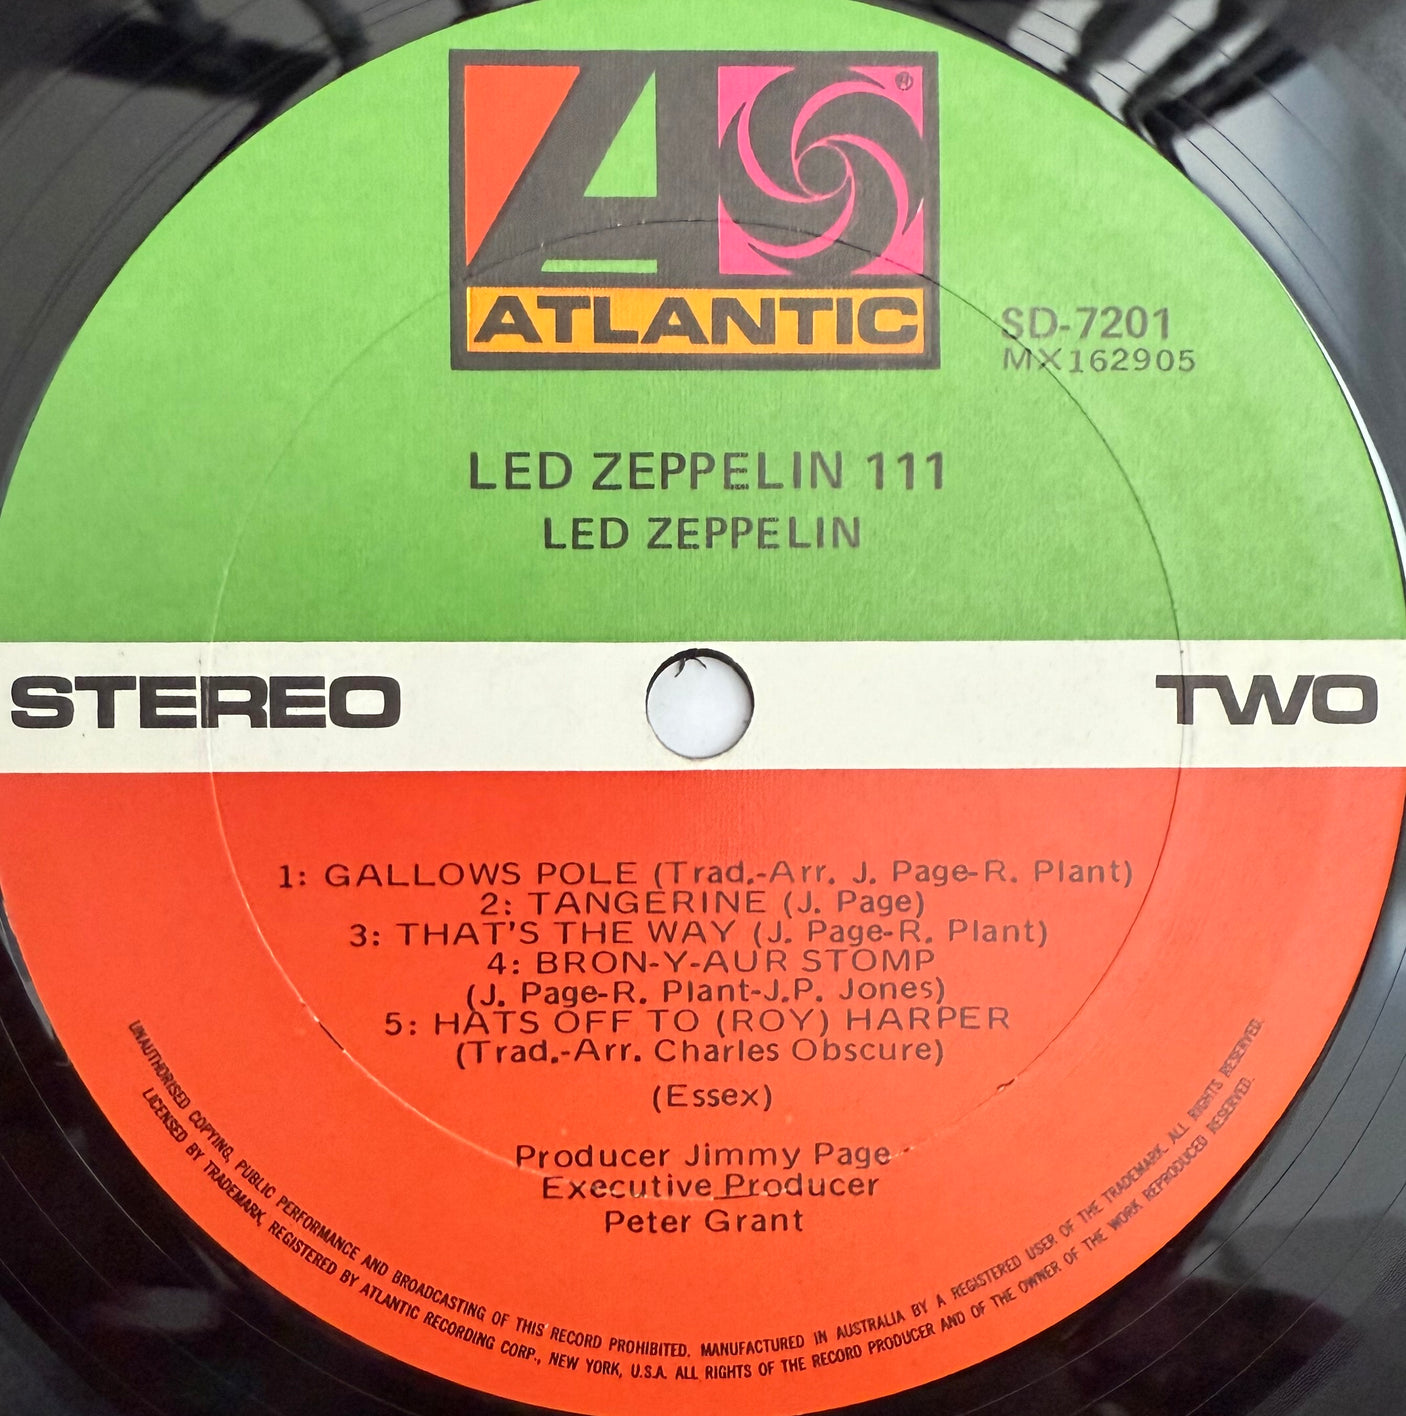 ATLANTIC
SD-7201
MX162905
LED ZEPPELIN 111
LED ZEPPELIN
STEREO
TWO
1: GALLOWS POLE (Trad.-Arr. J. Page-R. Plant)
2: TANGERINE (J. Page)
3: THAT'S THE WAY (J. Page-R. Plant)
4: BRON-Y-AUR STOMP
(J. Page-R. Plant-J.P. Jones)
5: HATS OFF TO (ROY) HARPER
(Trad.-Arr. Charles Obscure)
(Essex)
Producer Jimmy Page
Executive Producer
Peter Grant
UNAUTHORISED COPYING, PUBLIC PERFORMANCE AND BROADCASTING OF THIS RECORD PROHIBITED. MANUFACTURED IN AUSTRALIA BY A REGISTERED USER OF THE TRADEMARK. ALL RIGHTS RESERVED.
LICENSED BY TRADEMARK, REGISTERED BY ATLANTIC RECORDING CORP., NEW YORK, U.S.A. ALL RIGHTS OF THE RECORD PRODUCER AND OF THE OWNER OF THE WORK REPRODUCED RESERVED.